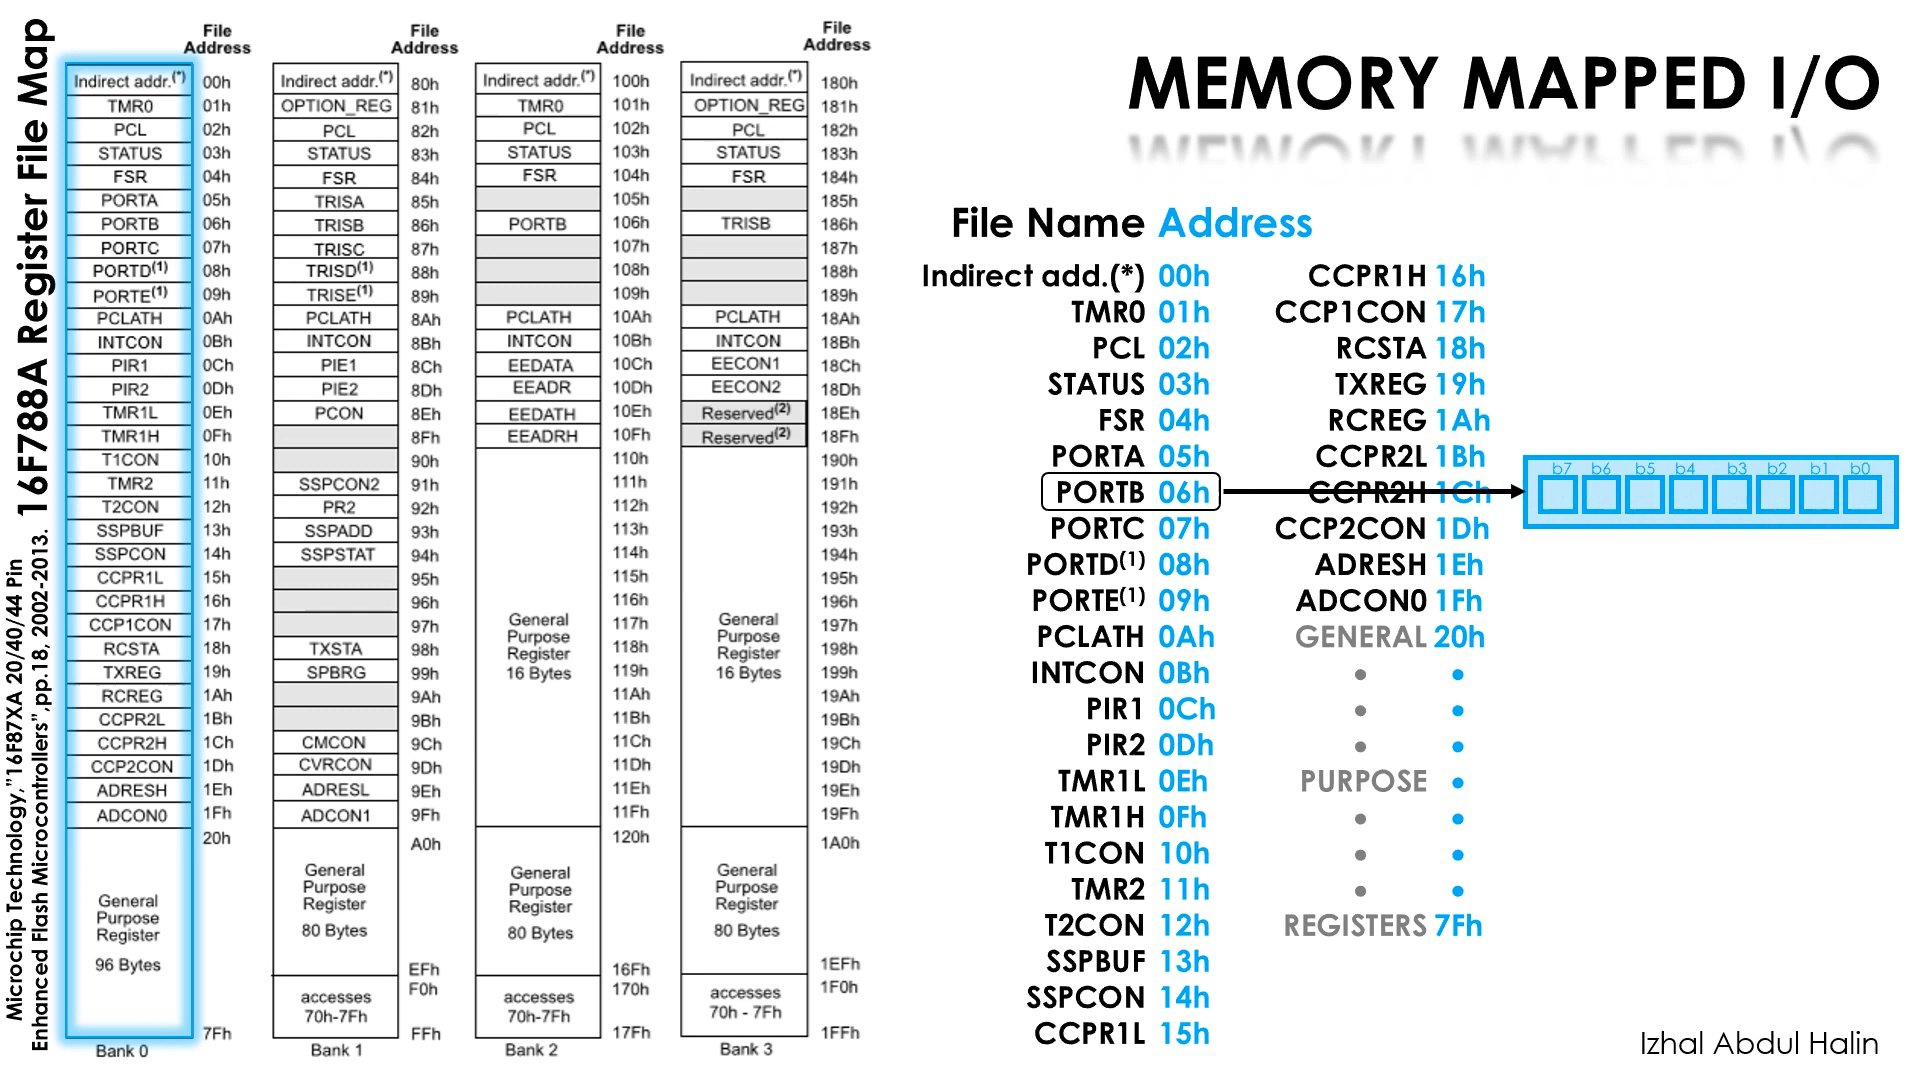 16F788A Register File Map
Microchip Technology,"16F87XA 20/40/44 Pin
Enhanced Flash Microcontrollers",pp.18, 2002-2013.
File
Address
Indirect addr.(*) 00h
TMR0 01h
PCL 02h
STATUS 03h
FSR 04h
PORTA 05h
PORTB 06h
PORTC 07h
PORTD(1) 08h
PORTE(1) 09h
PCLATH 0Ah
INTCON 0Bh
PIR1 0Ch
PIR2 0Dh
TMR1L 0Eh
TMR1H 0Fh
T1CON 10h
TMR2 11h
T2CON 12h
SSPBUF 13h
SSPCON 14h
CCPR1L 15h
CCPR1H 16h
CCP1CON 17h
RCSTA 18h
TXREG 19h
RCREG 1Ah
CCPR2L 1Bh
CCPR2H 1Ch
CCP2CON 1Dh
ADRESH 1Eh
ADCON0 1Fh
20h
General
Purpose
Register
96 Bytes
7Fh
Bank 0
File
Address
Indirect addr.(*) 80h
OPTION_REG 81h
PCL 82h
STATUS 83h
FSR 84h
TRISA 85h
TRISB 86h
TRISC 87h
TRISD(1) 88h
TRISE(1) 89h
PCLATH 8Ah
INTCON 8Bh
PIE1 8Ch
PIE2 8Dh
PCON 8Eh
8Fh
90h
SSPCON2 91h
PR2 92h
SSPADD 93h
SSPSTAT 94h
95h
96h
97h
TXSTA 98h
SPBRG 99h
9Ah
9Bh
CMCON 9Ch
CVRCON 9Dh
ADRESL 9Eh
ADCON1 9Fh
A0h
General
Purpose
Register
80 Bytes
EFh
F0h
accesses
70h-7Fh
FFh
Bank 1
File
Address
Indirect addr.(*) 100h
TMR0 101h
PCL 102h
STATUS 103h
FSR 104h
105h
PORTB 106h
107h
108h
109h
PCLATH 10Ah
INTCON 10Bh
EEDATA 10Ch
EEADR 10Dh
EEDATH 10Eh
EEADRH 10Fh
110h
111h
112h
113h
114h
115h
General 116h
Purpose 117h
Register 118h
16 Bytes 119h
11Ah
11Bh
11Ch
11Dh
11Eh
11Fh
120h
General
Purpose
Register
80 Bytes
16Fh
170h
accesses
70h-7Fh
17Fh
Bank 2
File
Address
Indirect addr.(*) 180h
OPTION_REG 181h
PCL 182h
STATUS 183h
FSR 184h
185h
TRISB 186h
187h
188h
189h
PCLATH 18Ah
INTCON 18Bh
EECON1 18Ch
EECON2 18Dh
Reserved(2) 18Eh
Reserved(2) 18Fh
190h
191h
192h
193h
194h
195h
General 196h
Purpose 197h
Register 198h
16 Bytes 199h
19Ah
19Bh
19Ch
19Dh
19Eh
19Fh
1A0h
General
Purpose
Register
80 Bytes
1EFh
1F0h
accesses
70h - 7Fh
1FFh
Bank 3
MEMORY MAPPED I/O
File Name Address
Indirect add.(*) 00h
TMR0 01h
PCL 02h
STATUS 03h
FSR 04h
PORTA 05h
PORTB 06h
PORTC 07h
PORTD(1) 08h
PORTE(1) 09h
PCLATH 0Ah
INTCON 0Bh
PIR1 0Ch
PIR2 0Dh
TMR1L 0Eh
TMR1H 0Fh
T1CON 10h
TMR2 11h
T2CON 12h
SSPBUF 13h
SSPCON 14h
CCPR1L 15h
CCPR1H 16h
CCP1CON 17h
RCSTA 18h
TXREG 19h
RCREG 1Ah
CCPR2L 1Bh
CCPR2H 1Ch
CCP2CON 1Dh
ADRESH 1Eh
ADCON0 1Fh
GENERAL 20h
PURPOSE
REGISTERS 7Fh
b7 b6 b5 b4 b3 b2 b1 b0
Izhal Abdul Halin